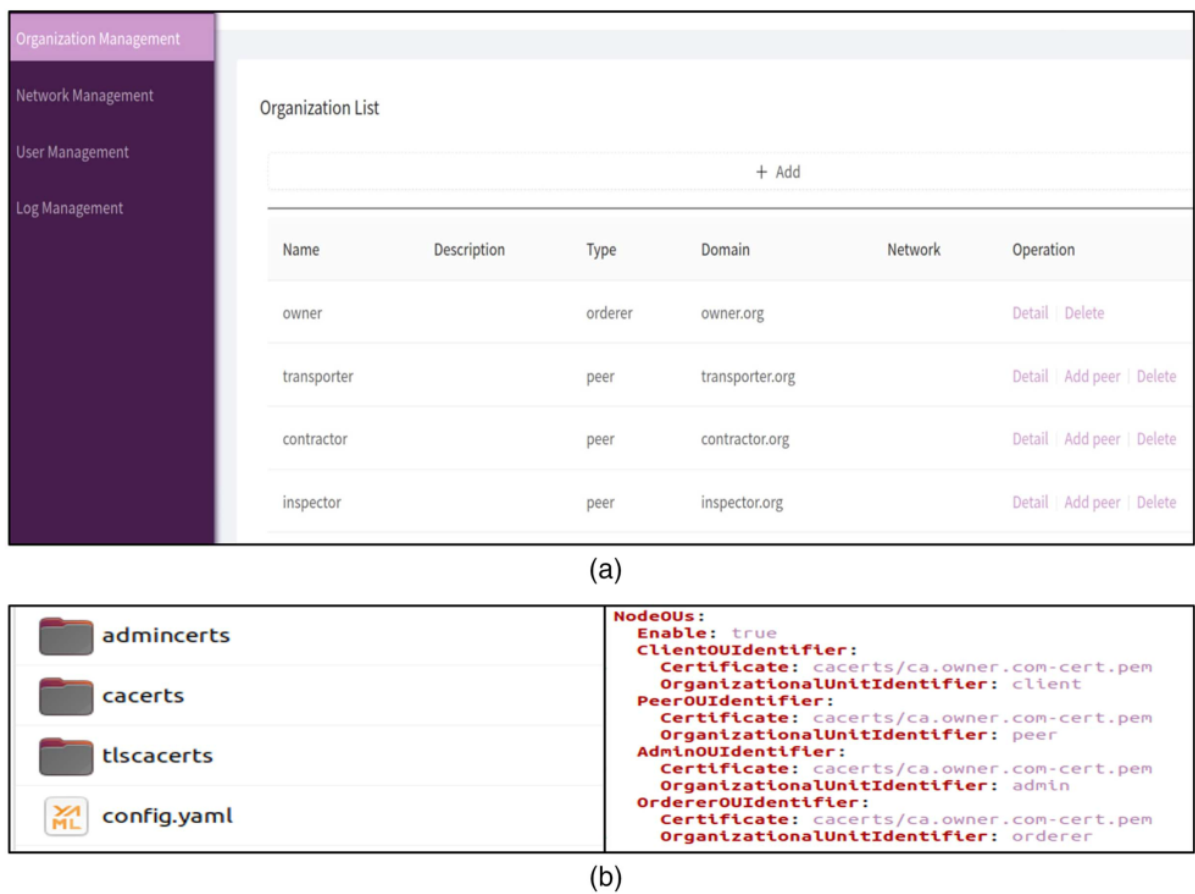 Organization Management
Network Management
User Management
Log Management
Organization List
+ Add
Name Description Type Domain Network Operation
owner orderer owner.org Detail | Delete
transporter peer transporter.org Detail | Add peer | Delete
contractor peer contractor.org Detail | Add peer | Delete
inspector peer inspector.org Detail | Add peer | Delete
(a)
admincerts
cacerts
tlscacerts
YAML
config.yaml
NodeOUs:
Enable: true
ClientOUIdentifier:
Certificate: cacerts/ca.owner.com-cert.pem
OrganizationalUnitIdentifier: client
PeerOUIdentifier:
Certificate: cacerts/ca.owner.com-cert.pem
OrganizationalUnitIdentifier: peer
AdminOUIdentifier:
Certificate: cacerts/ca.owner.com-cert.pem
OrganizationalUnitIdentifier: admin
OrdererOUIdentifier:
Certificate: cacerts/ca.owner.com-cert.pem
OrganizationalUnitIdentifier: orderer
(b)